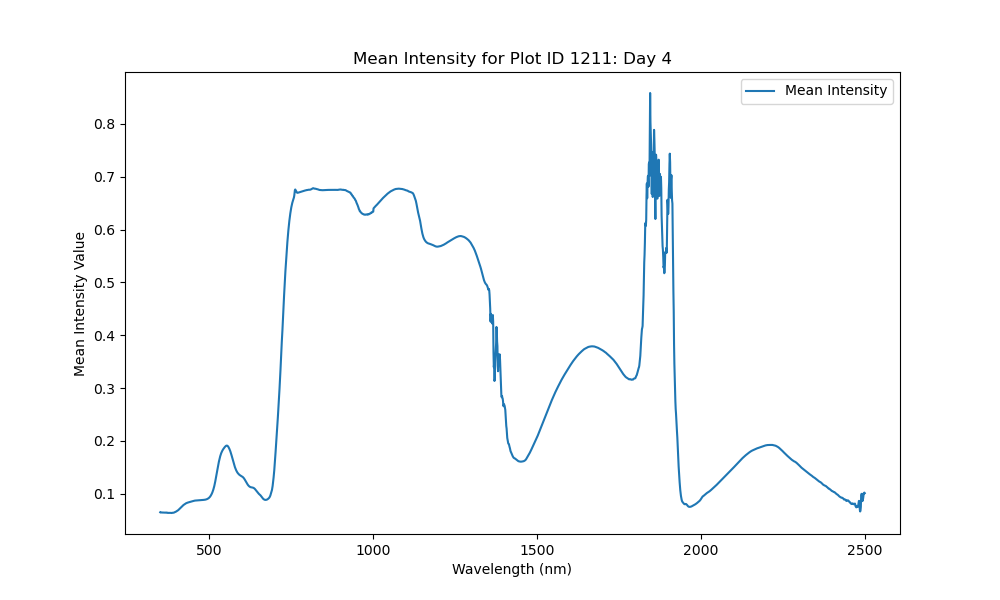 Mean Intensity for Plot ID 1211: Day 4
Mean Intensity
Mean Intensity Value
0.8
0.7
0.6
0.5
0.4
0.3
0.2
0.1
500 1000 1500 2000 2500
Wavelength (nm)